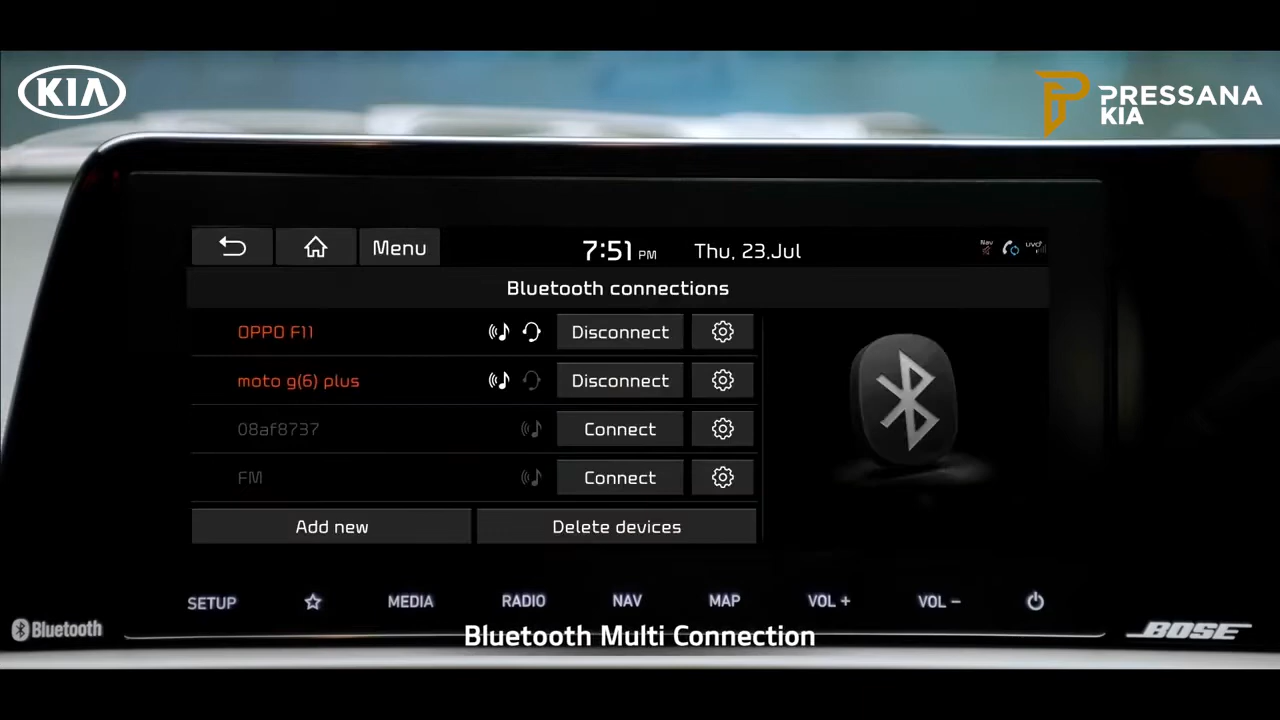 KIA
PRESSANA
KIA
Menu
7:51 PM
Thu, 23.Jul
Nav
UVO
Bluetooth connections
OPPO F11
Disconnect
moto g(6) plus
Disconnect
08af8737
Connect
FM
Connect
Add new
Delete devices
SETUP
MEDIA
RADIO
NAV
MAP
VOL +
VOL −
Bluetooth
Bluetooth Multi Connection
BOSE